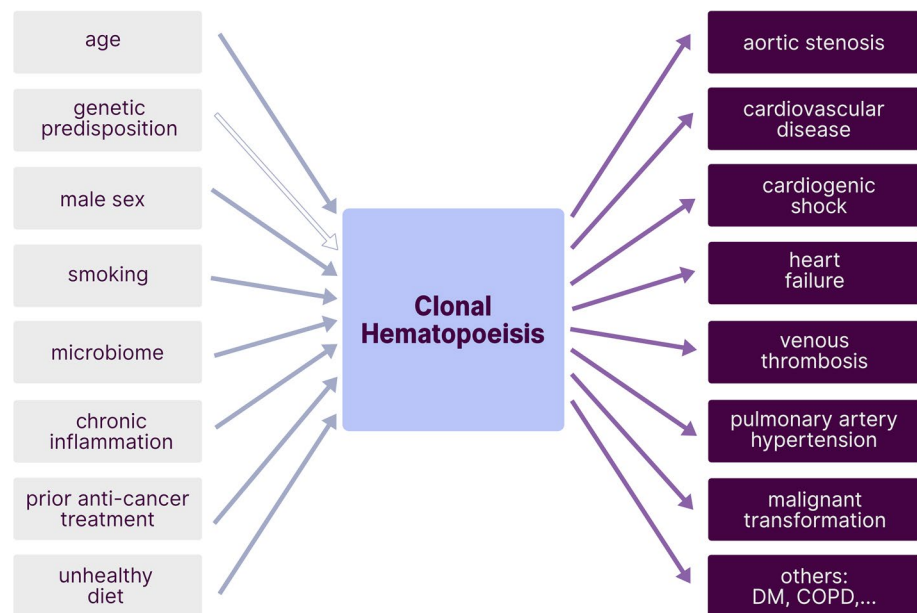 age
genetic
predisposition
male sex
smoking
microbiome
chronic
inflammation
prior anti-cancer
treatment
unhealthy
diet
Clonal
Hematopoeisis
aortic stenosis
cardiovascular
disease
cardiogenic
shock
heart
failure
venous
thrombosis
pulmonary artery
hypertension
malignant
transformation
others:
DM, COPD,...